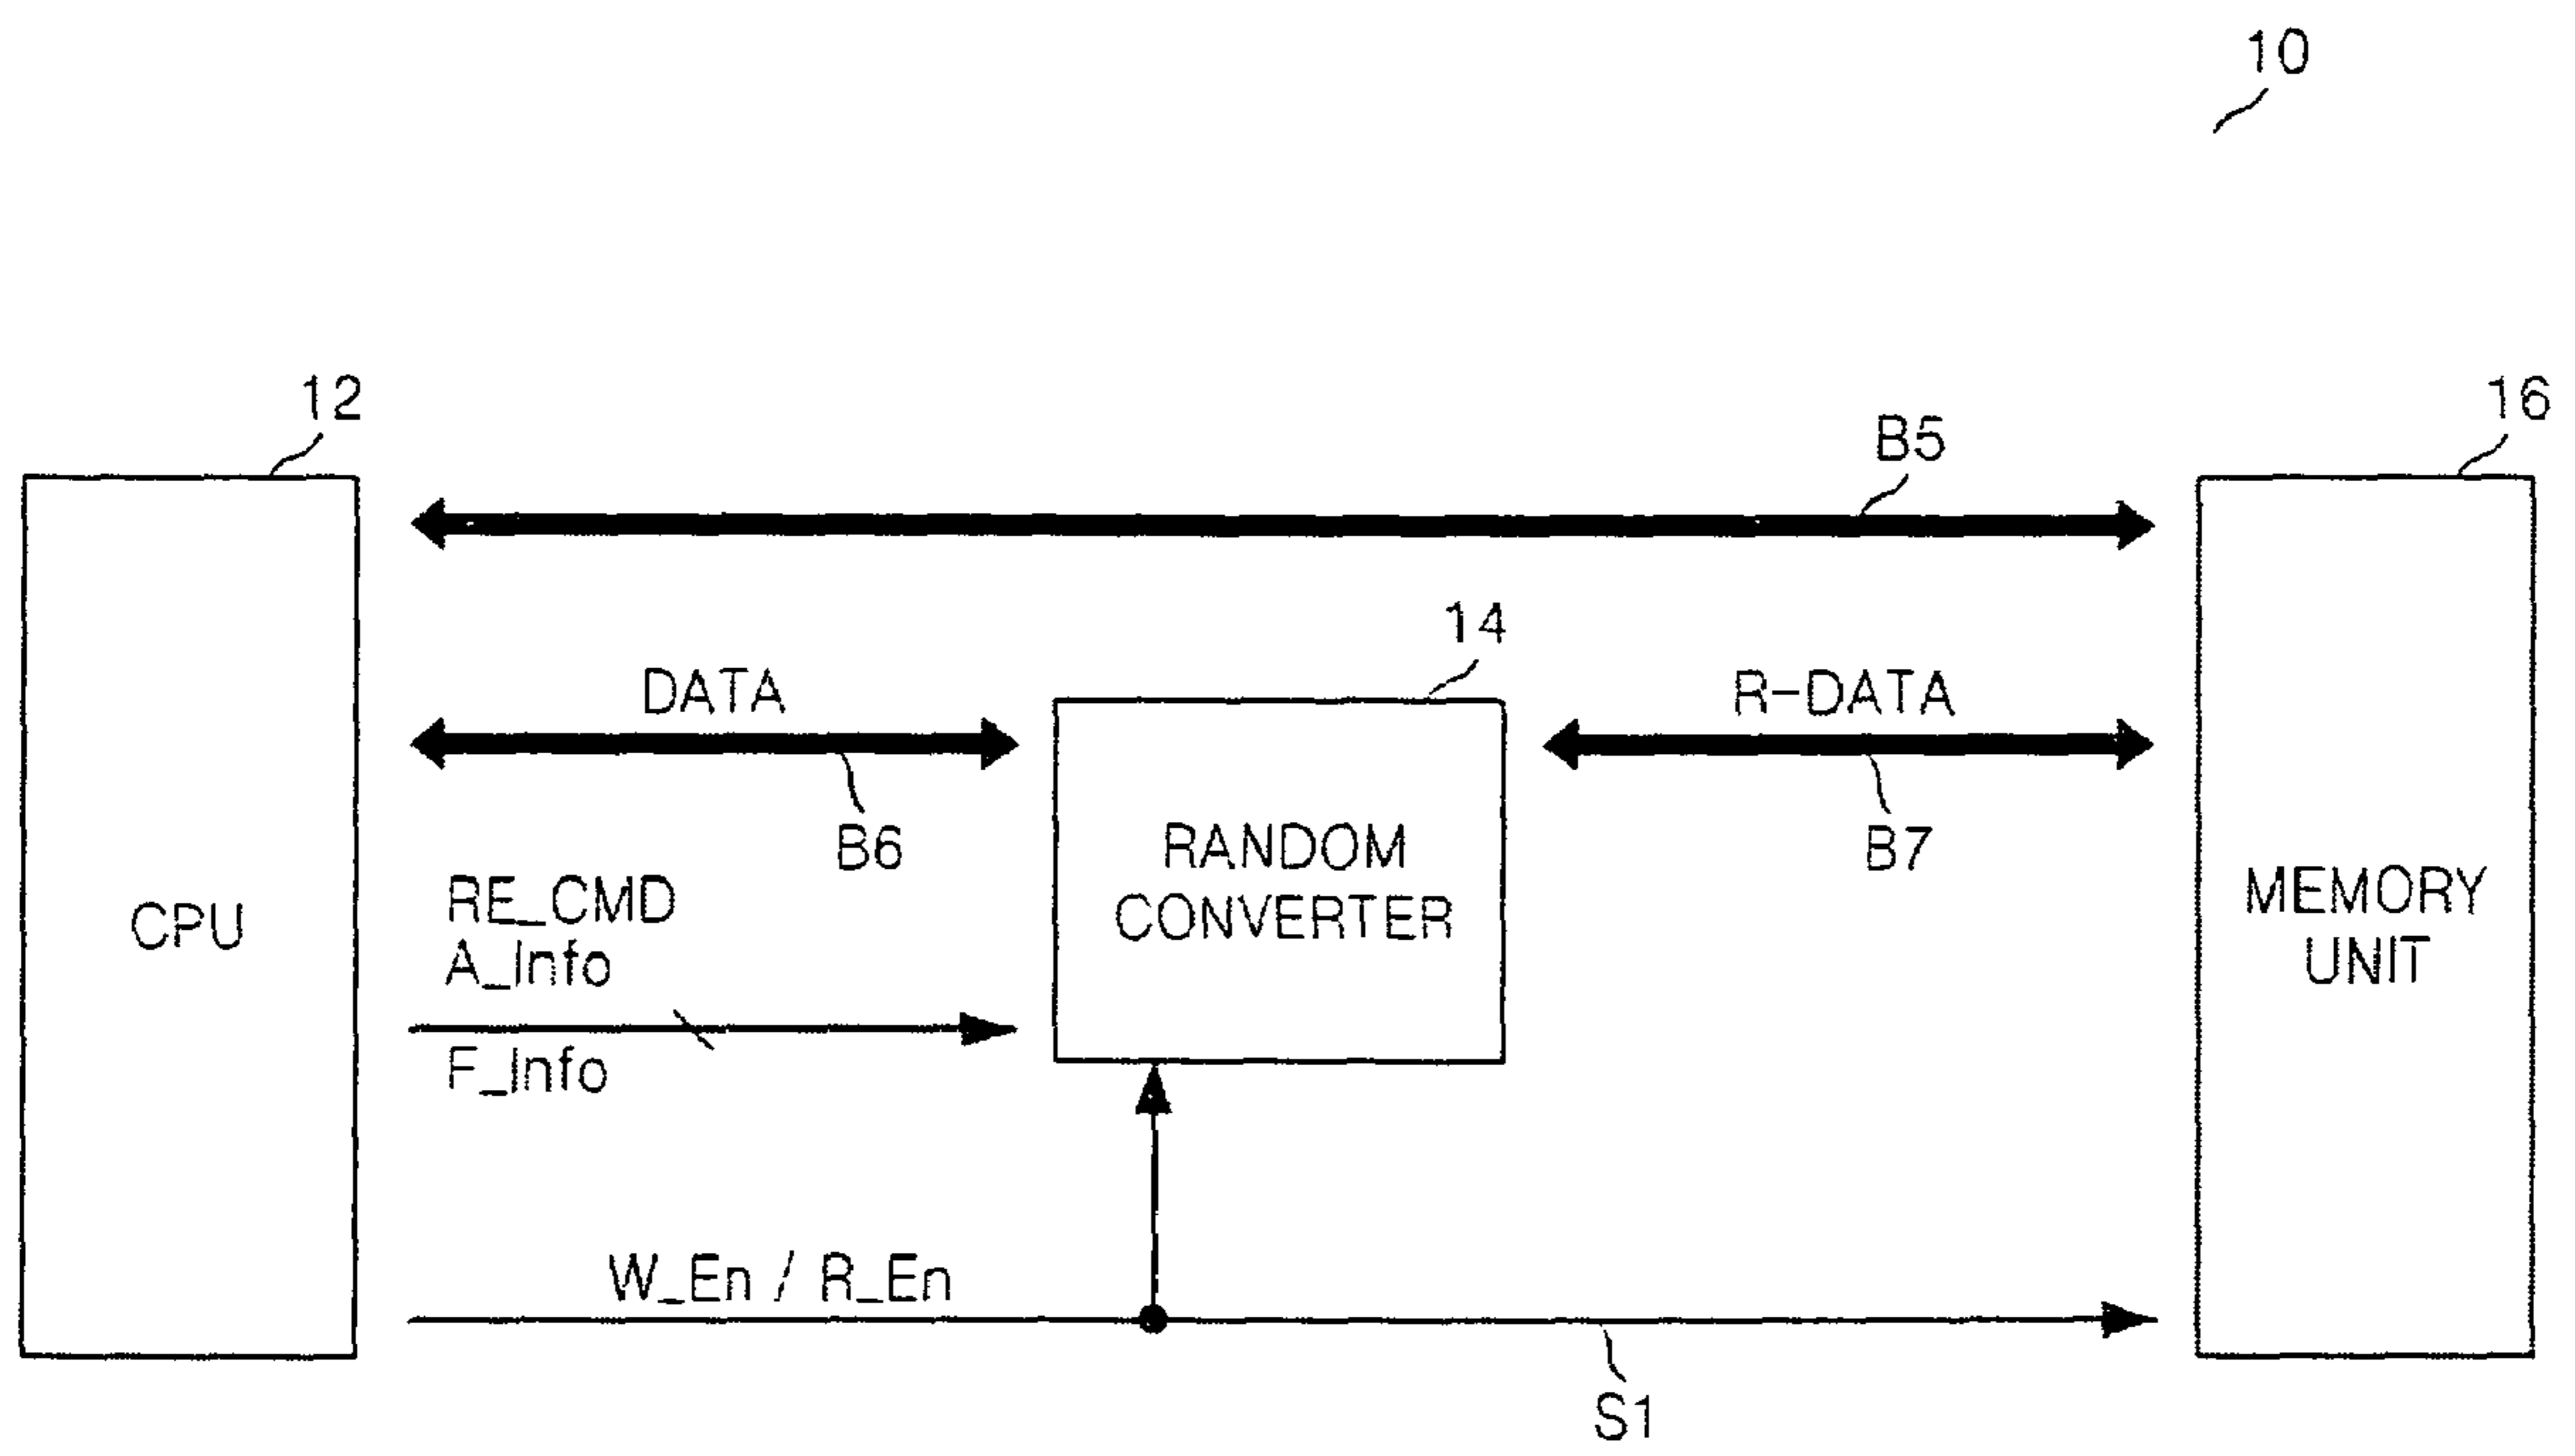 10
12
16
B5
14
DATA
R-DATA
B6
B7
RANDOM
CONVERTER
CPU
RE_CMD
A_Info
F_Info
MEMORY
UNIT
W_En / R_En
S1